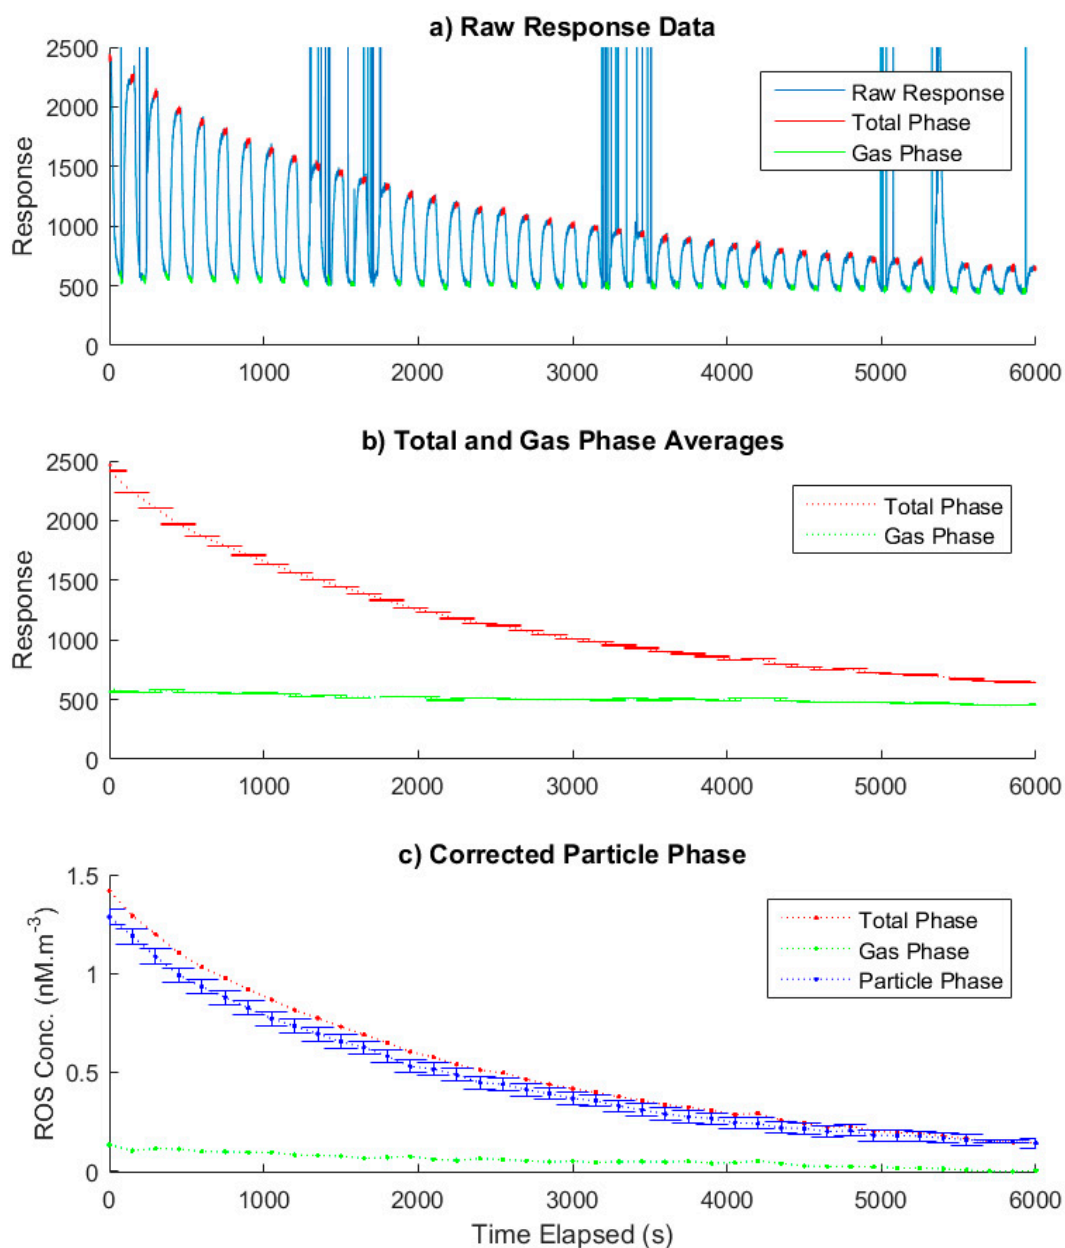 a) Raw Response Data
2500
2000
1500
1000
500
0
Response
Raw Response
Total Phase
Gas Phase
0 1000 2000 3000 4000 5000 6000
b) Total and Gas Phase Averages
2500
2000
1500
1000
500
0
Response
Total Phase
Gas Phase
0 1000 2000 3000 4000 5000 6000
c) Corrected Particle Phase
1.5
1
0.5
0
ROS Conc. (nM.m⁻³)
Total Phase
Gas Phase
Particle Phase
0 1000 2000 3000 4000 5000 6000
Time Elapsed (s)